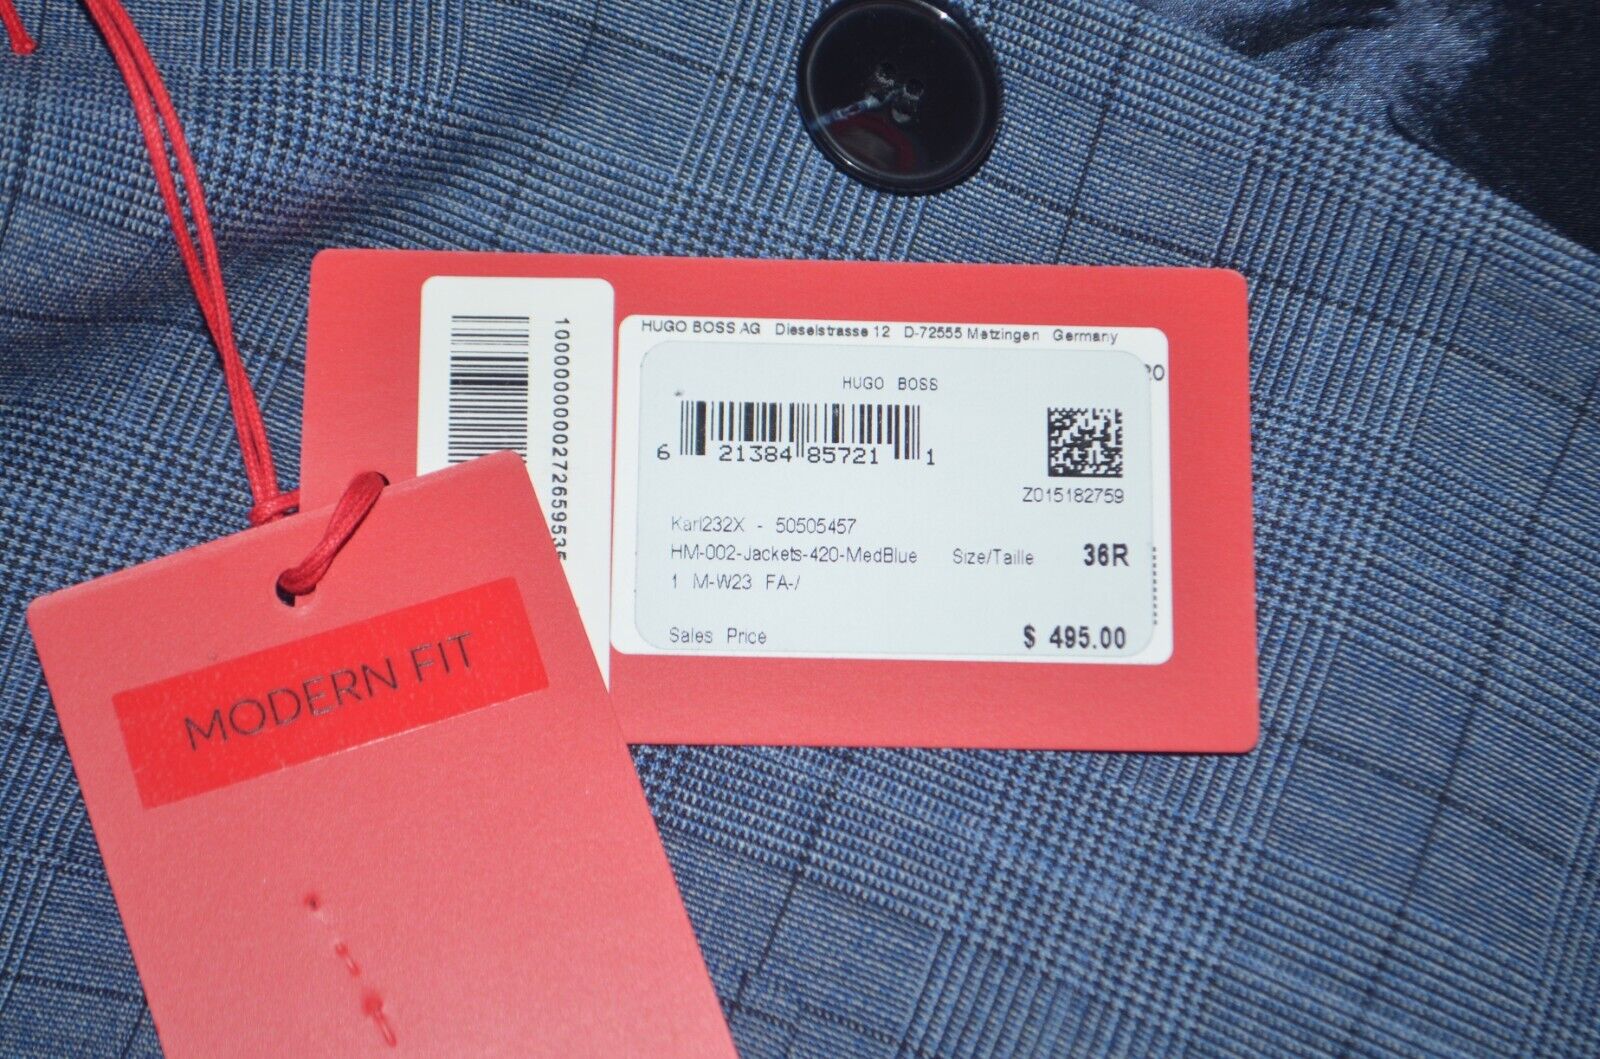 HUGO BOSS AG Dieselstrasse 12 D-72555 Metzingen Germany
HUGO BOSS
6 21384 85721 1
Z015182759
Karl232X - 50505457
HM-002-Jackets-420-MedBlue Size/Taille 36R
1 M-W23 FA-/
Sales Price $ 495.00
MODERN FIT